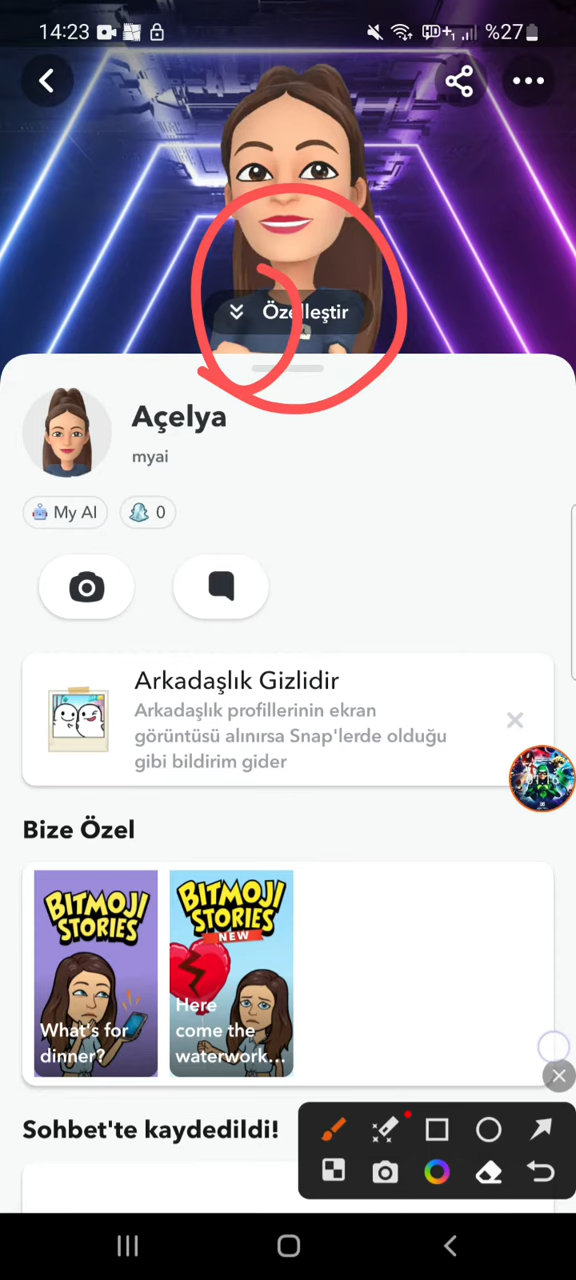 14:23
%27
Özelleştir
Açelya
myai
My AI
0
Arkadaşlık Gizlidir
Arkadaşlık profillerinin ekran
görüntüsü alınırsa Snap'lerde olduğu
gibi bildirim gider
Bize Özel
BITMOJI
STORIES
What's for
dinner?
BITMOJI
STORIES
NEW
Here
come the
waterwork...
Sohbet'te kaydedildi!